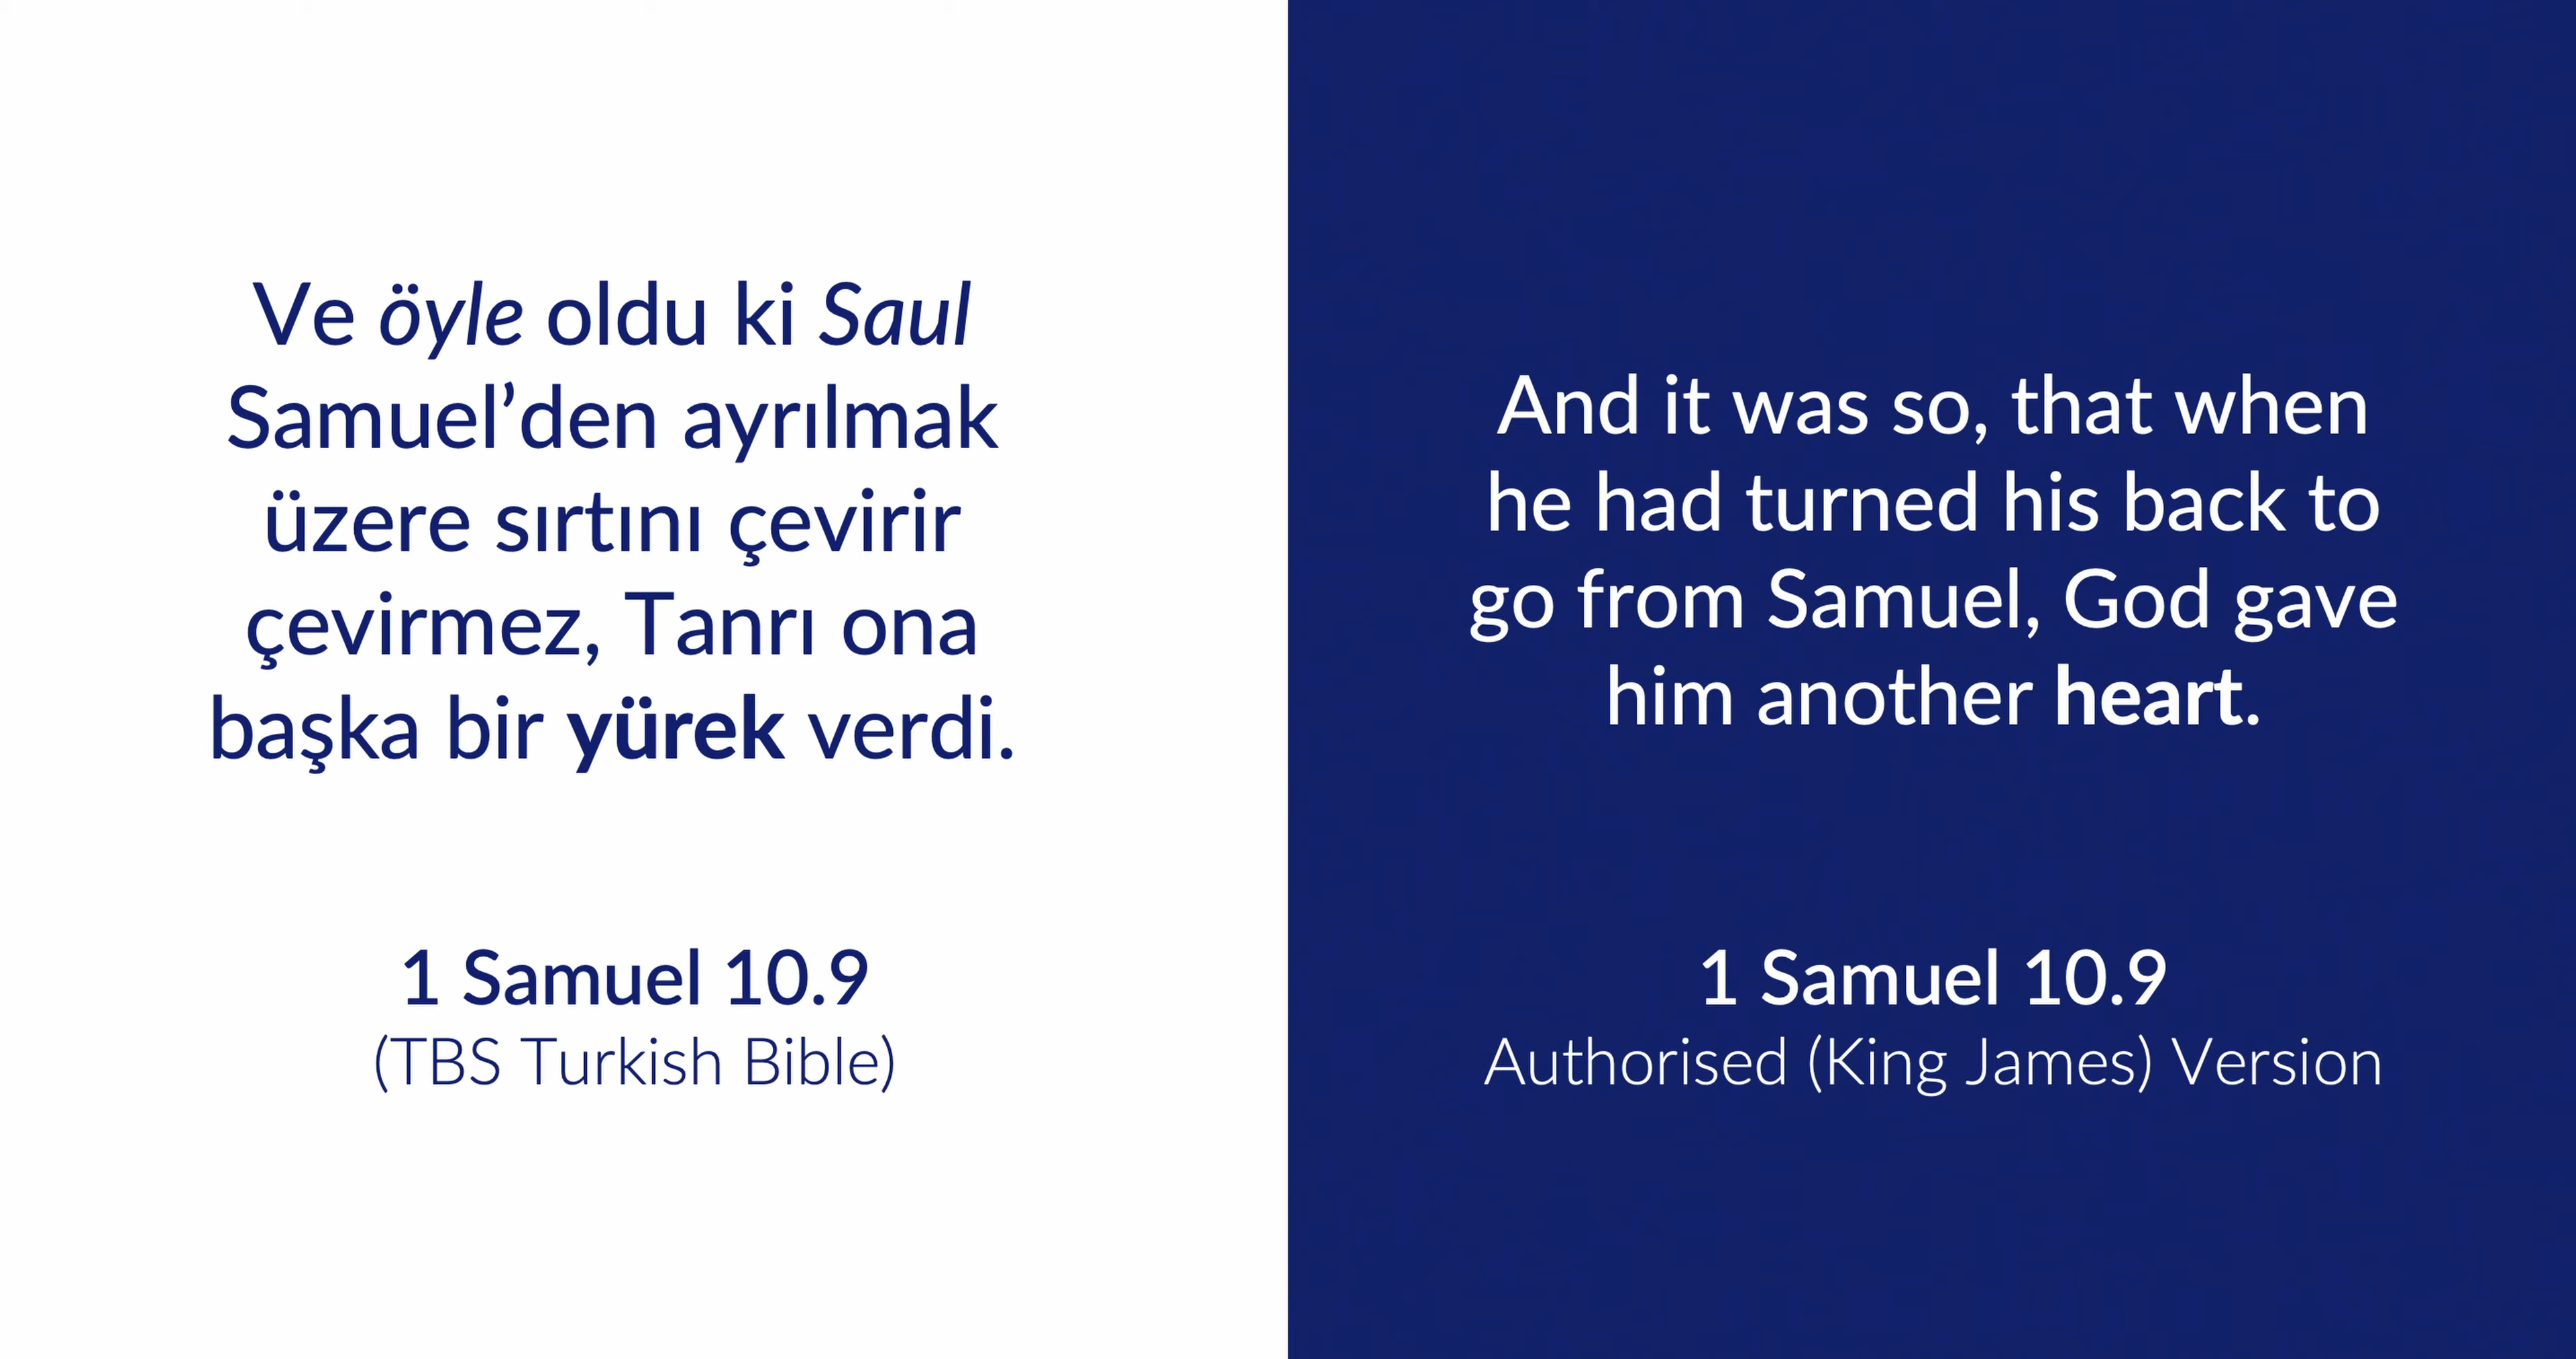 Ve öyle oldu ki Saul
Samuel’den ayrılmak
üzere sırtını çevirir
çevirmez, Tanrı ona
başka bir yürek verdi.
1 Samuel 10.9
(TBS Turkish Bible)
And it was so, that when
he had turned his back to
go from Samuel, God gave
him another heart.
1 Samuel 10.9
Authorised (King James) Version